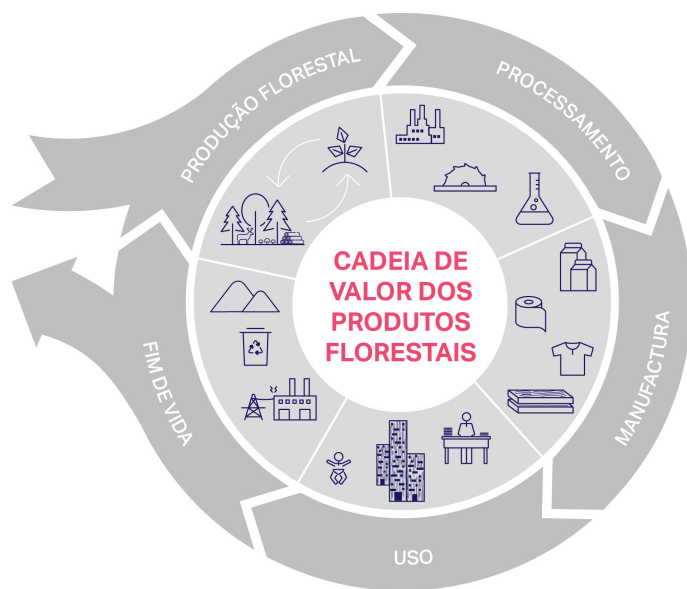 PRODUÇÃO FLORESTAL
PROCESSAMENTO
CADEIA DE
VALOR DOS
PRODUTOS
FLORESTAIS
MANUFACTURA
USO
FIM DE VIDA